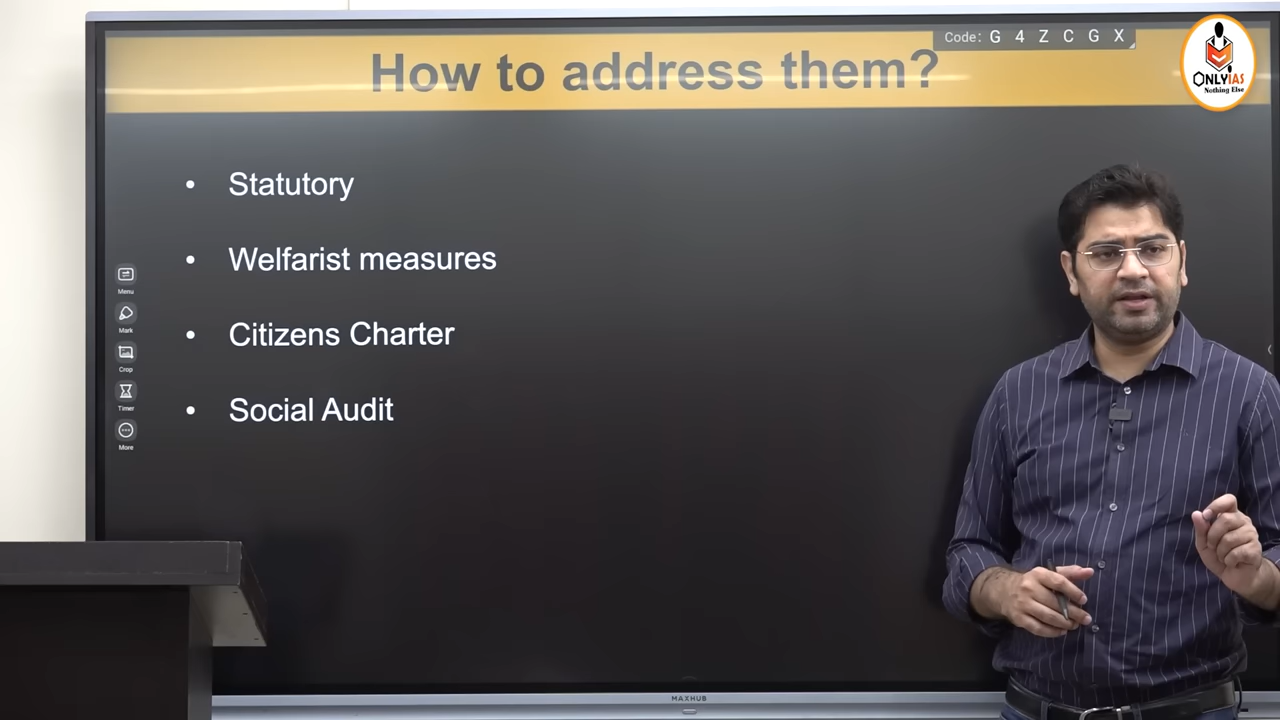 Code: G 4 Z C G X
How to address them?
• Statutory
• Welfarist measures
• Citizens Charter
• Social Audit
Menu
Mark
Crop
Timer
More
ONLYIAS
Nothing Else
MAXHUB